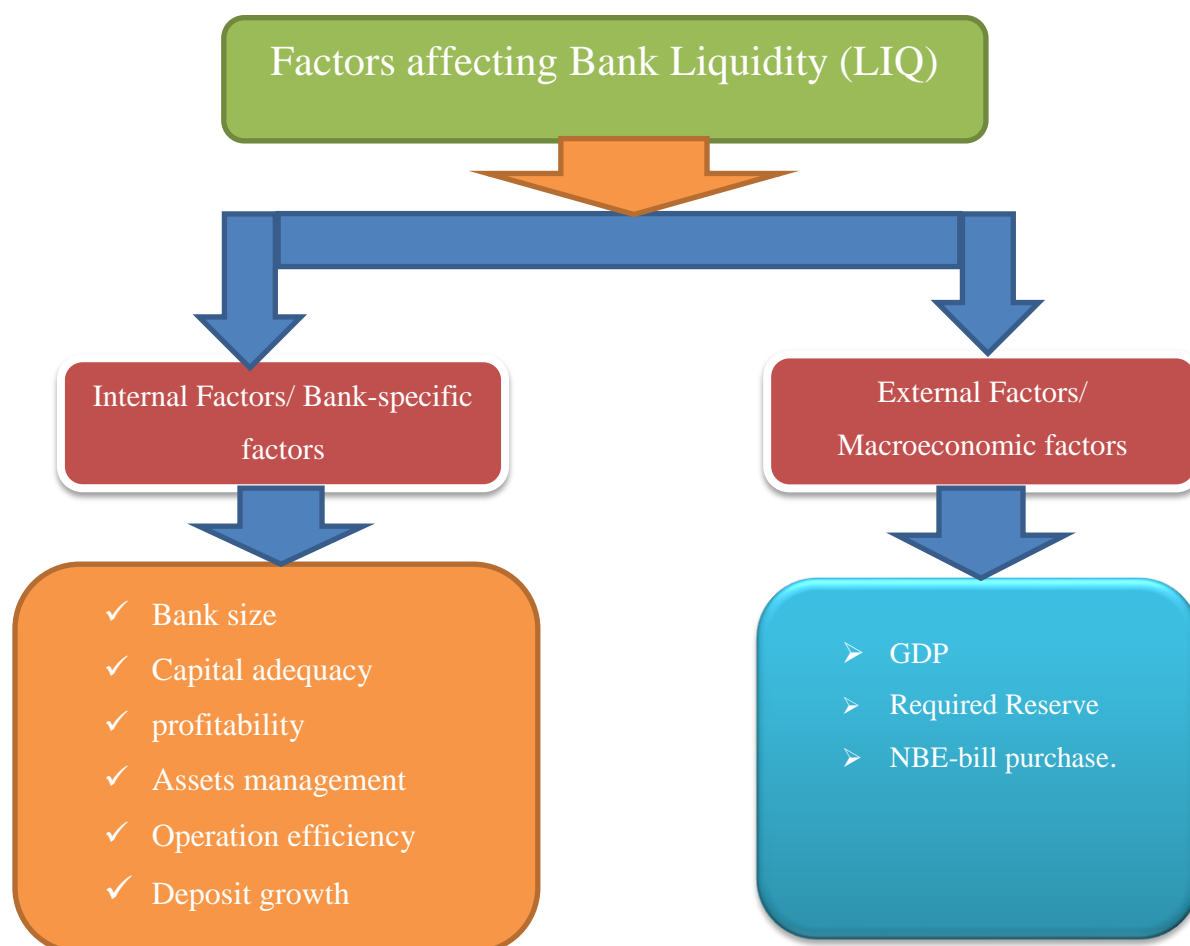 Factors affecting Bank Liquidity (LIQ)
Internal Factors/ Bank-specific
factors
External Factors/
Macroeconomic factors
✓ Bank size
✓ Capital adequacy
✓ profitability
✓ Assets management
✓ Operation efficiency
✓ Deposit growth
➢ GDP
➢ Required Reserve
➢ NBE-bill purchase.